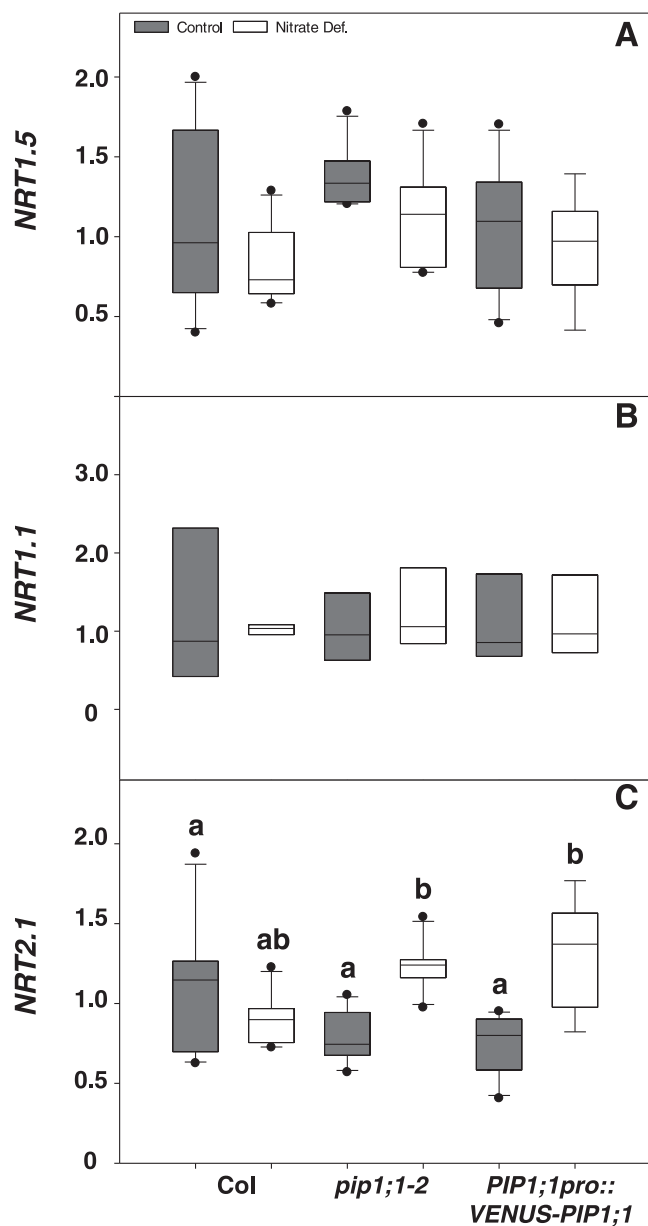 Control Nitrate Def.
A
2.0
1.5
1.0
0.5
NRT1.5
B
3.0
2.0
1.0
0
NRT1.1
C
2.0
1.5
1.0
0.5
0
NRT2.1
a
ab
a
b
a
b
Col pip1;1-2 PIP1;1pro::
VENUS-PIP1;1